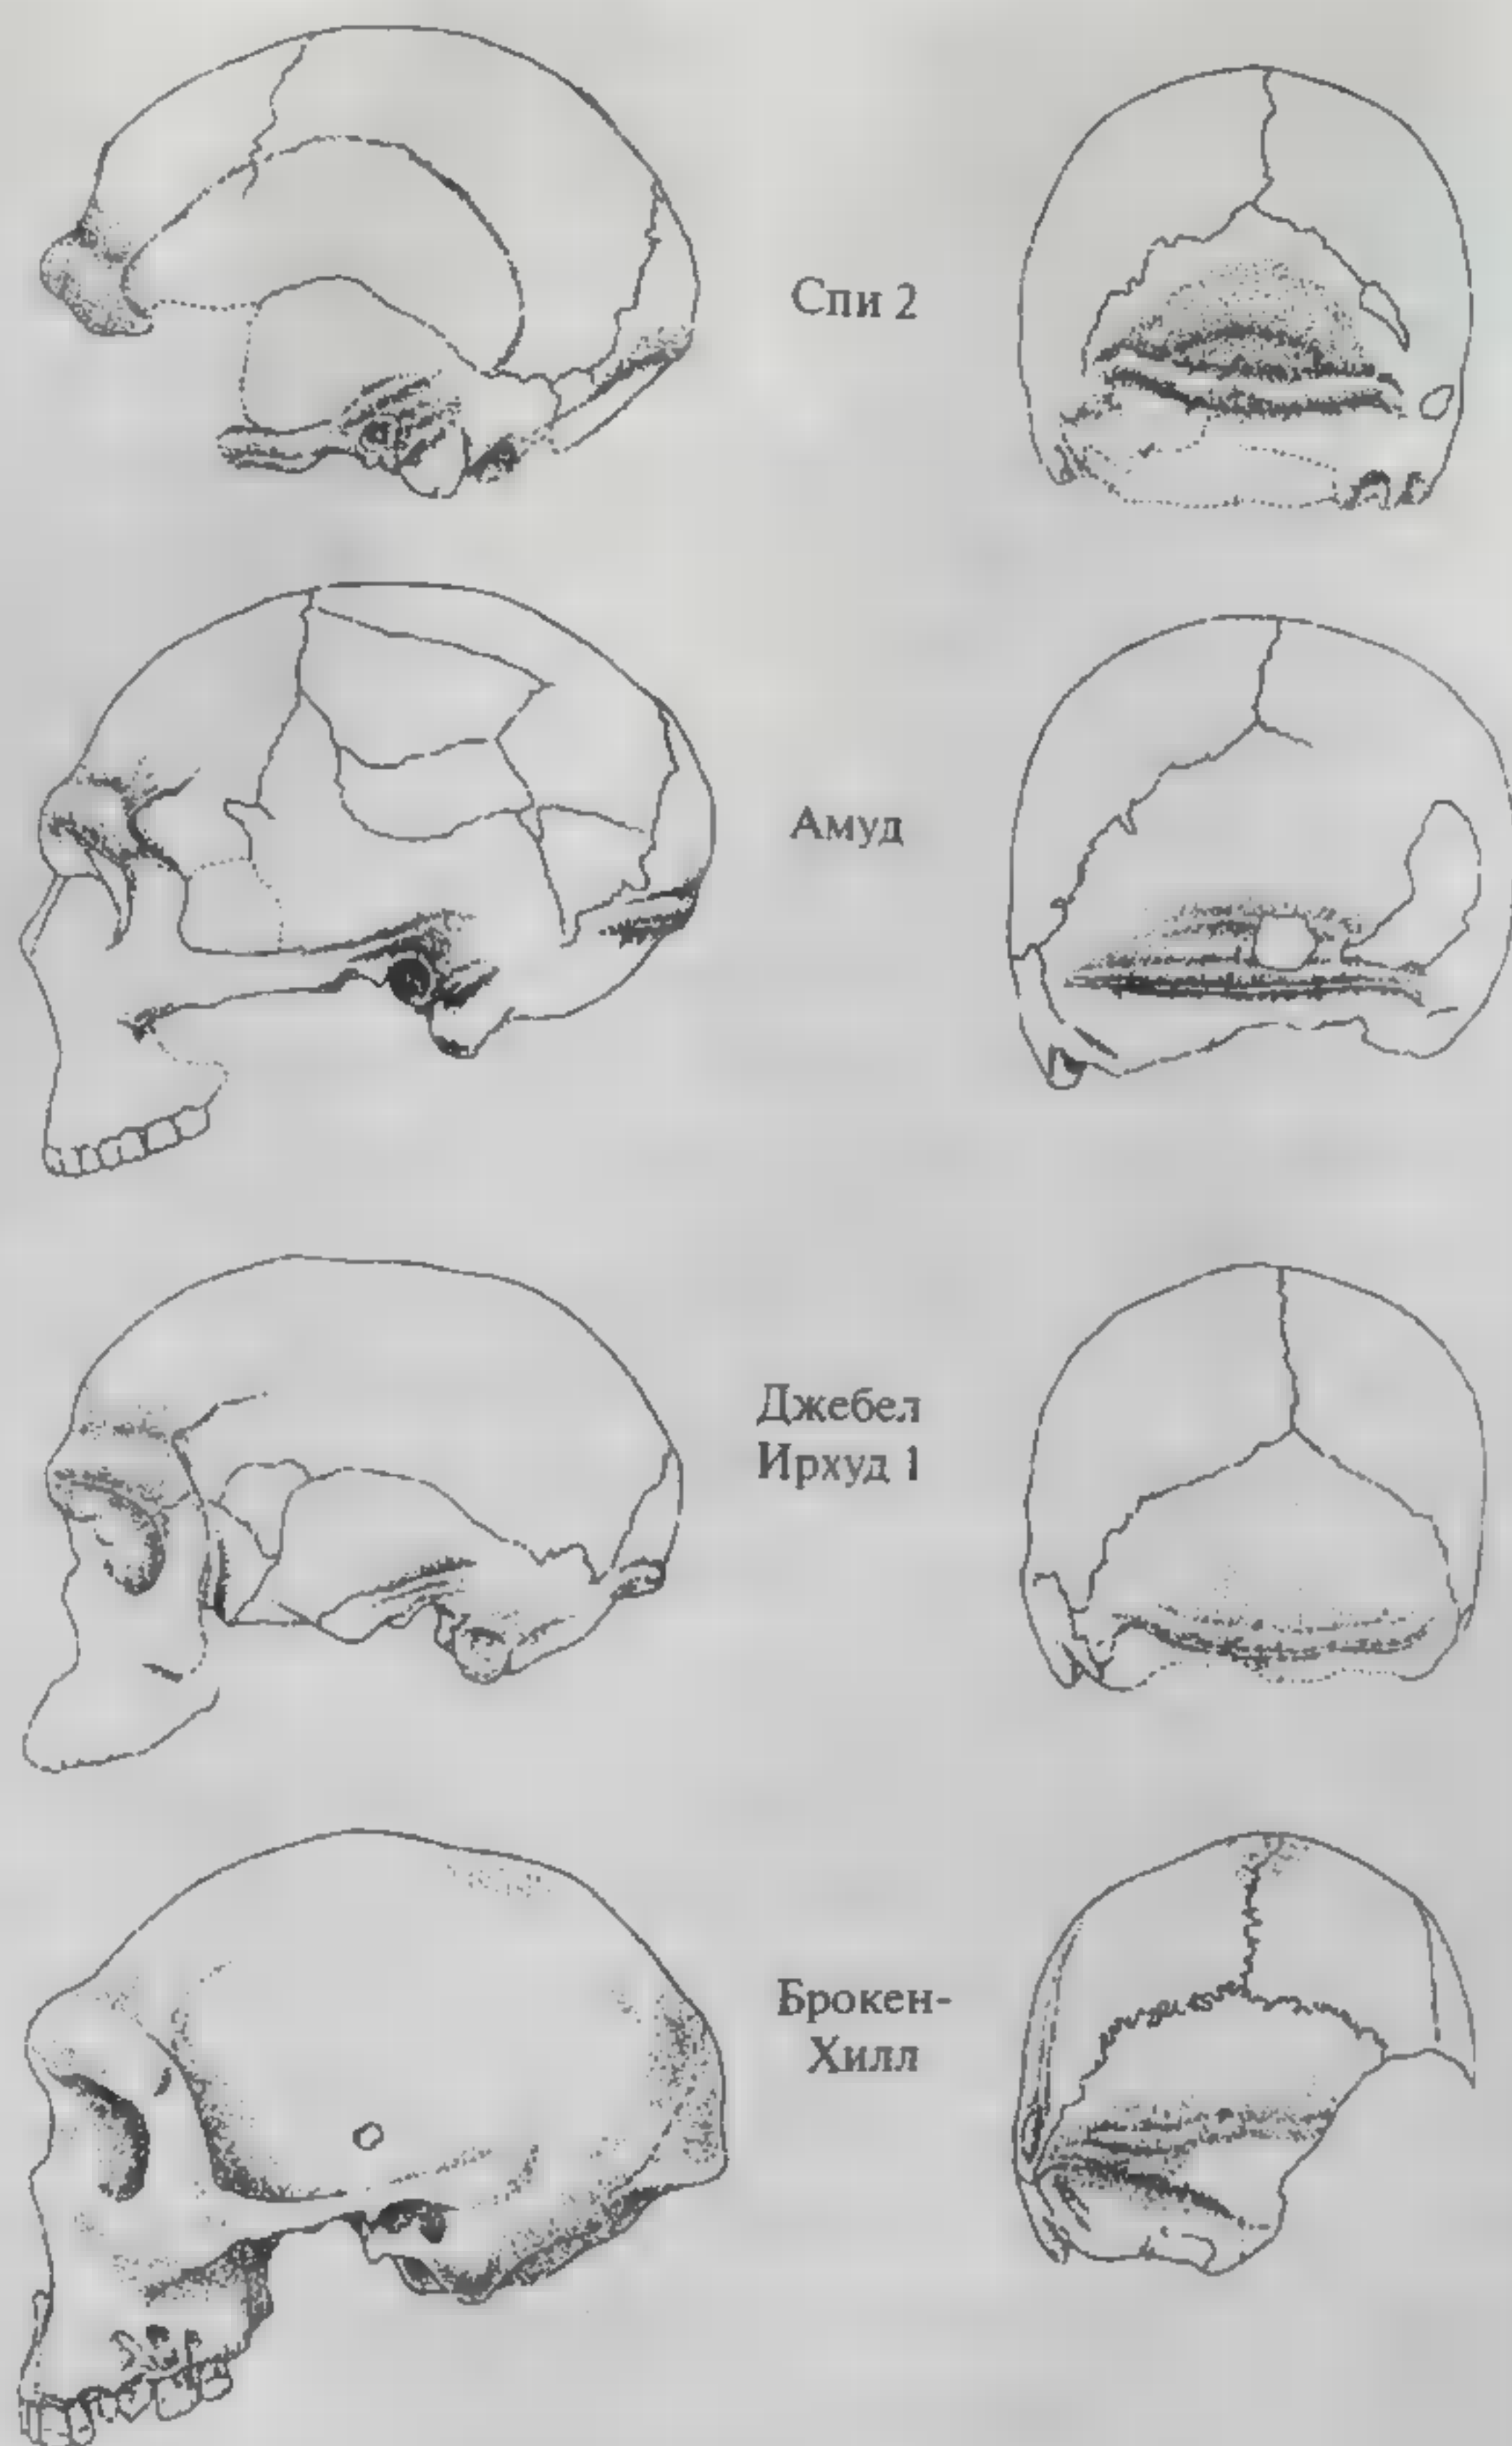 Спи 2
Амуд
Джебел
Ирхуд 1
Брокен-
Хилл